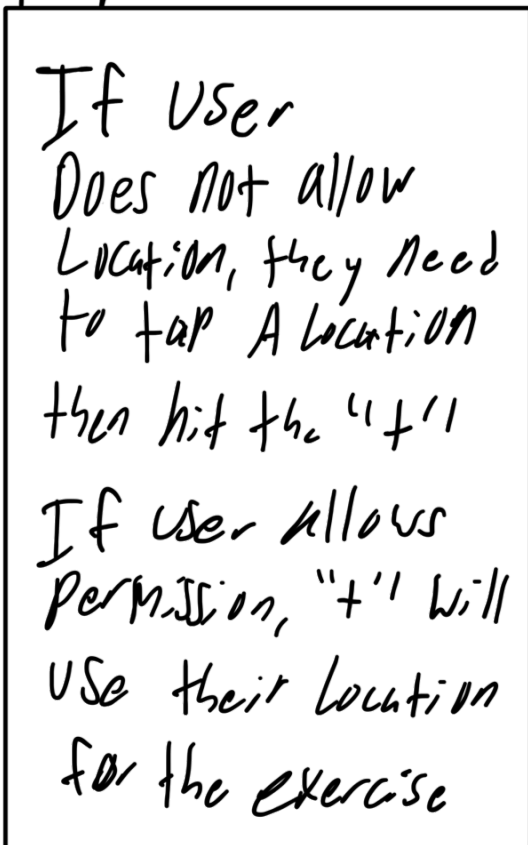 If User
Does not allow
Location, they need
to tap A Location
then hit the "+"
If user allows
permission, "+" will
use their Location
for the exercise